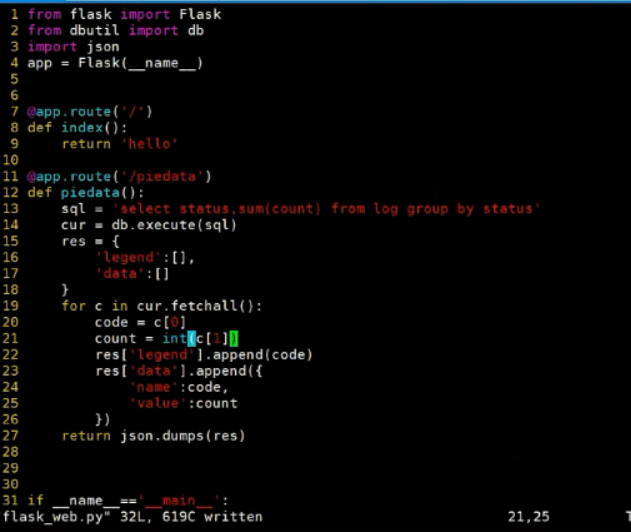 1 from flask import Flask
2 from dbutil import db
3 import json
4 app = Flask(__name__)
5
6
7 @app.route('/')
8 def index():
9     return 'hello'
10
11 @app.route('/piedata')
12 def piedata():
13     sql = 'select status,sum(count) from log group by status'
14     cur = db.execute(sql)
15     res = {
16         'legend':[],
17         'data':[]
18     }
19     for c in cur.fetchall():
20         code = c[0]
21         count = int(c[1])
22         res['legend'].append(code)
23         res['data'].append({
24             'name':code,
25             'value':count
26         })
27     return json.dumps(res)
28
29
30
31 if __name__=='__main__':
flask_web.py" 32L, 619C written 21,25 T